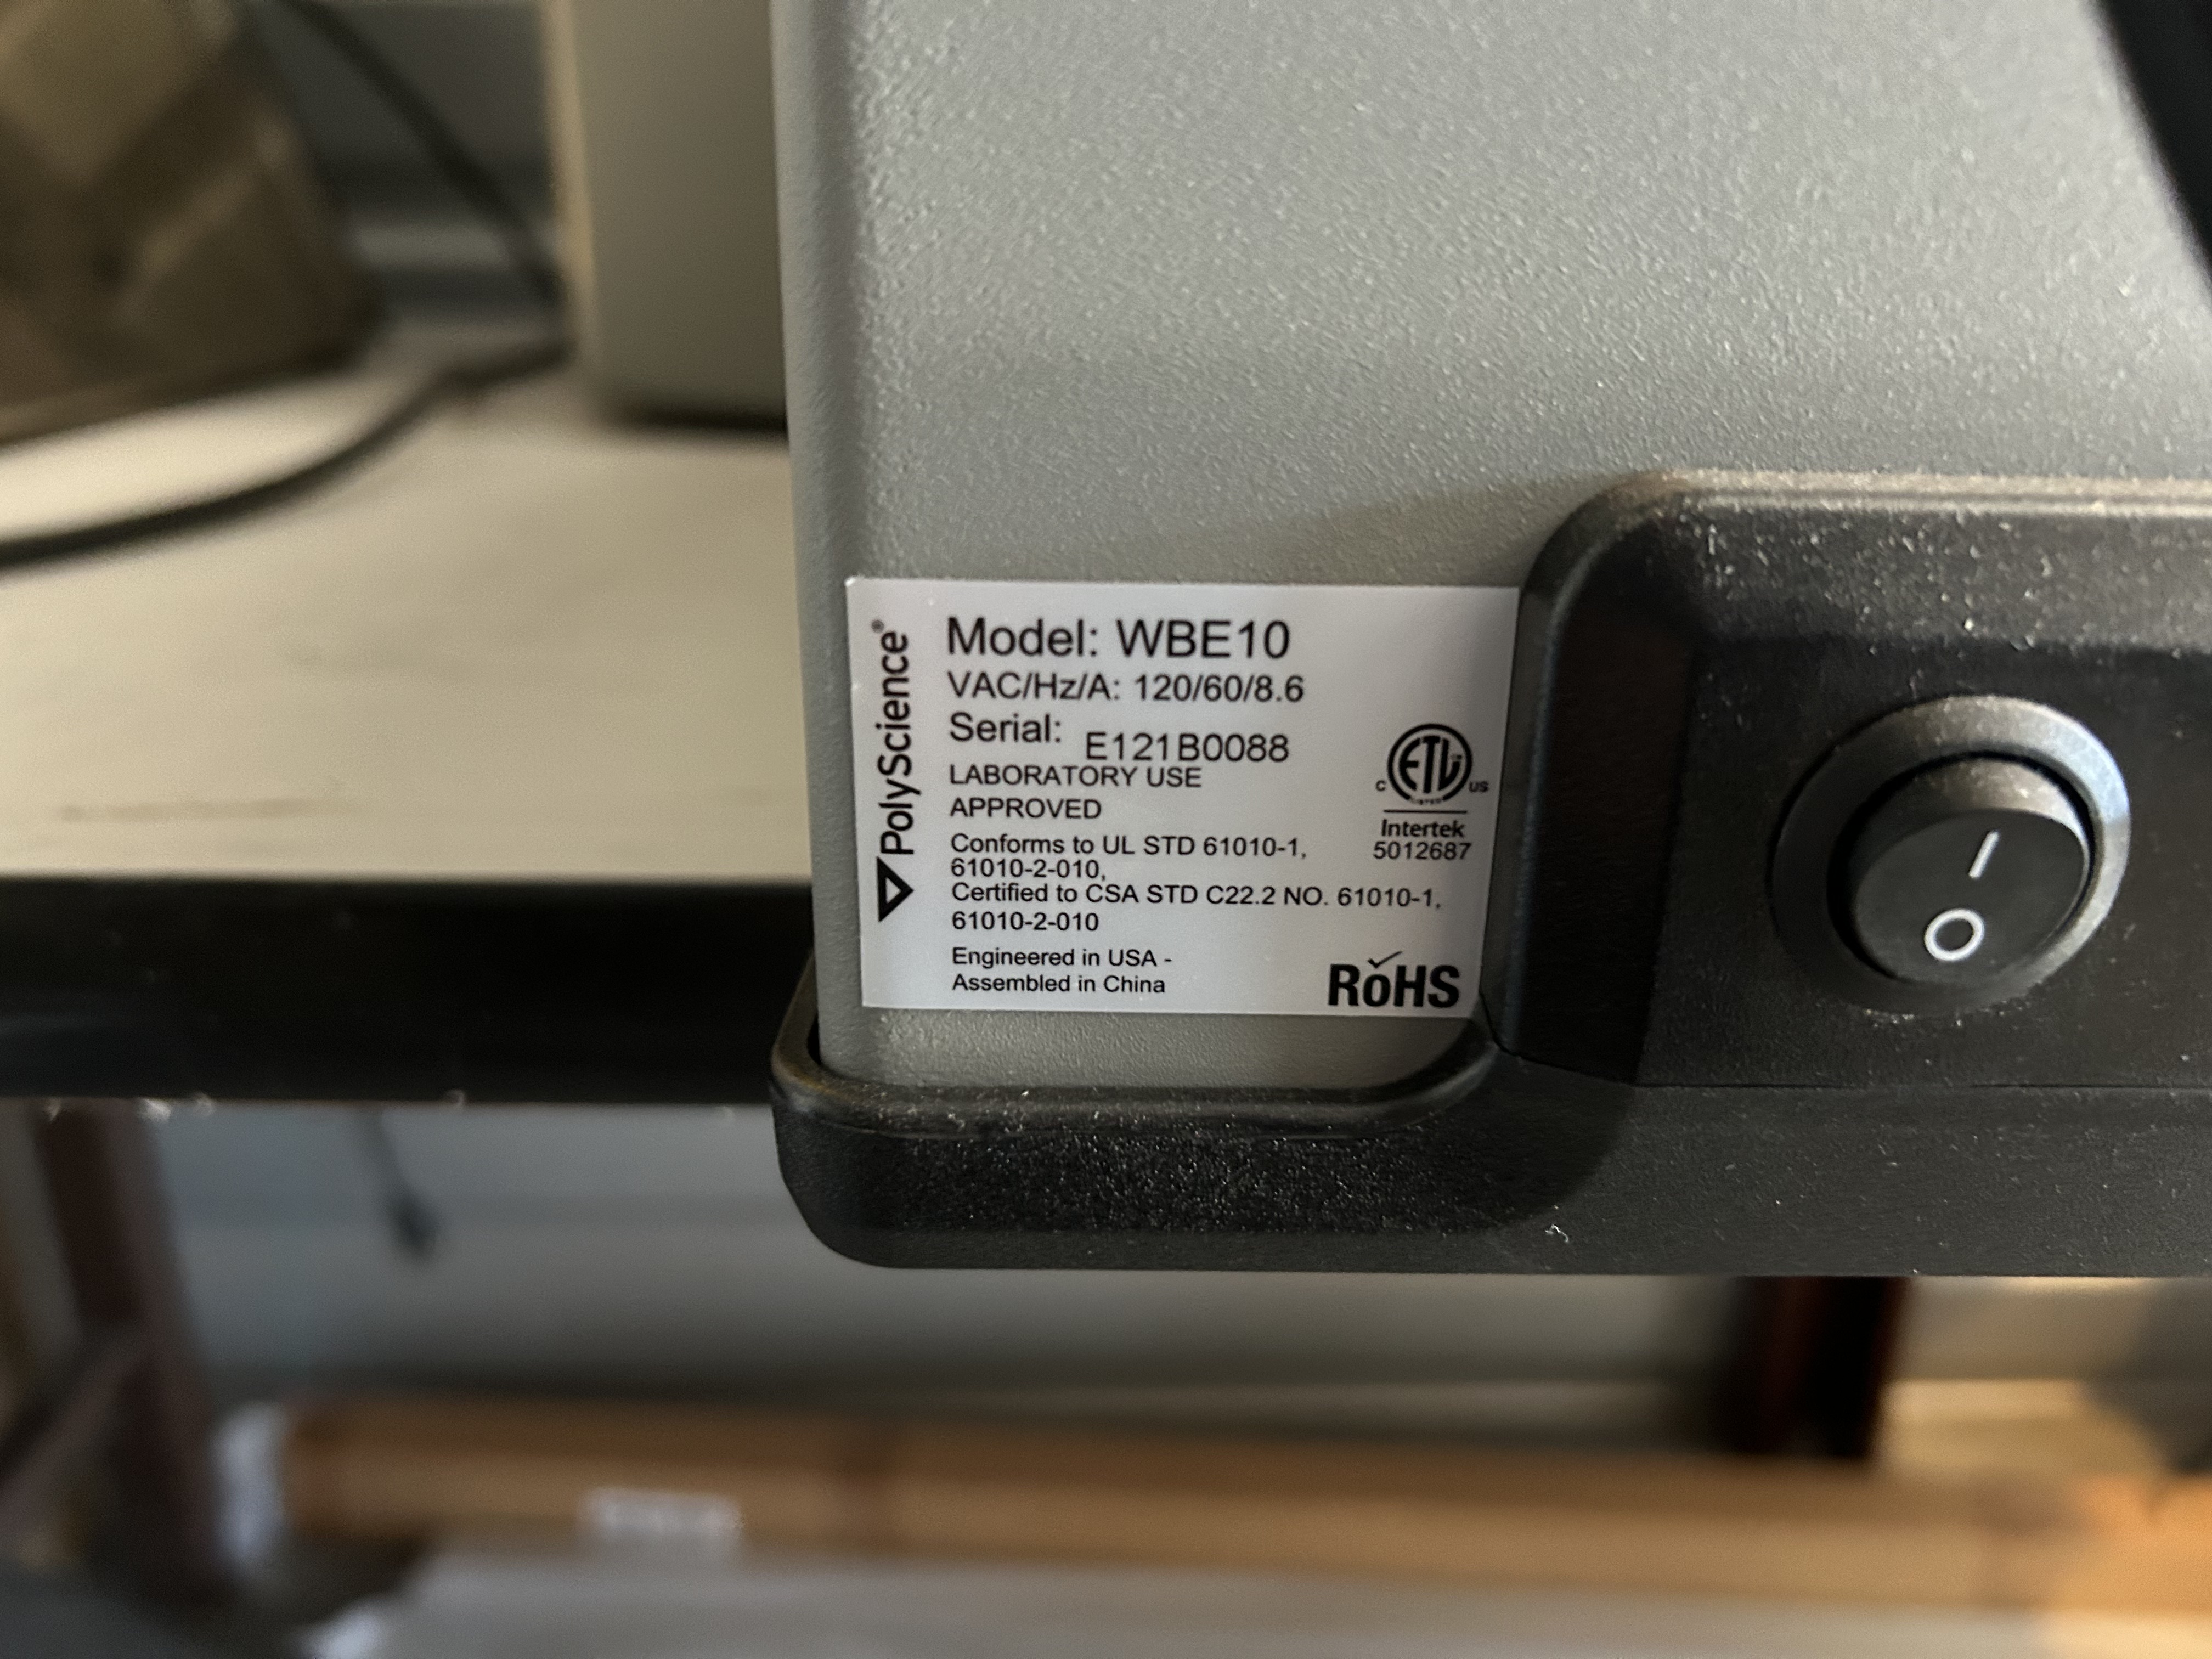 PolyScience®
Model: WBE10
VAC/Hz/A: 120/60/8.6
Serial: E121B0088
LABORATORY USE
APPROVED
Conforms to UL STD 61010-1,
61010-2-010,
Certified to CSA STD C22.2 NO. 61010-1,
61010-2-010
Engineered in USA -
Assembled in China
C ETL US
LISTED
Intertek
5012687
RoHS
I
O